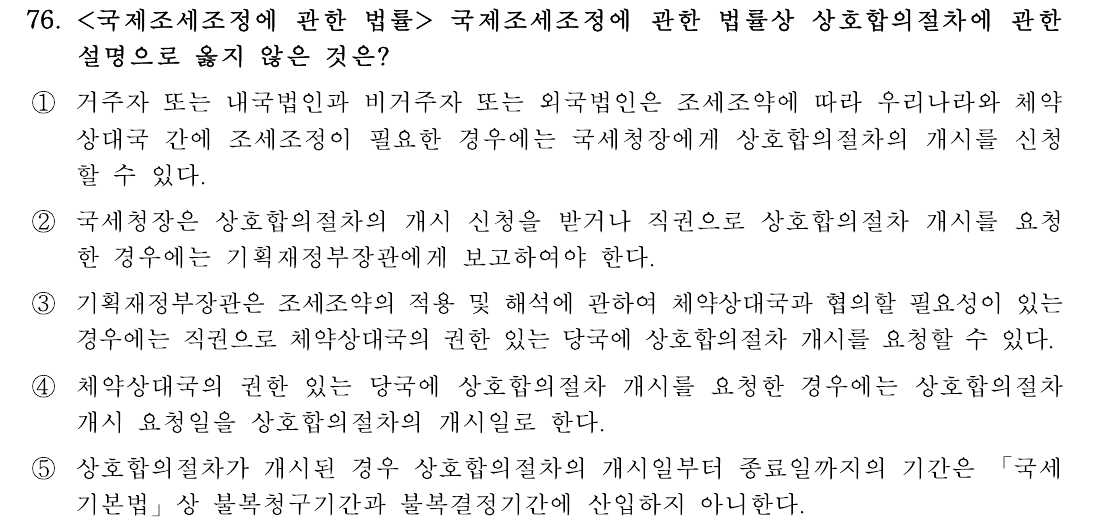 76. <국제조세조정에 관한 법률> 국제조세조정에 관한 법률상 상호합의절차에 관한
설명으로 옳지 않은 것은?
① 거주자 또는 내국법인과 비거주자 또는 외국법인은 조세조약에 따라 우리나라와 체약
상대국 간에 조세조정이 필요한 경우에는 국세청장에게 상호합의절차의 개시를 신청
할 수 있다.
② 국세청장은 상호합의절차의 개시 신청을 받거나 직권으로 상호합의절차 개시를 요청
한 경우에는 기획재정부장관에게 보고하여야 한다.
③ 기획재정부장관은 조세조약의 적용 및 해석에 관하여 체약상대국과 협의할 필요성이 있는
경우에는 직권으로 체약상대국의 권한 있는 당국에 상호합의절차 개시를 요청할 수 있다.
④ 체약상대국의 권한 있는 당국에 상호합의절차 개시를 요청한 경우에는 상호합의절차
개시 요청일을 상호합의절차의 개시일로 한다.
⑤ 상호합의절차가 개시된 경우 상호합의절차의 개시일부터 종료일까지의 기간은 「국세
기본법」상 불복청구기간과 불복결정기간에 산입하지 아니한다.